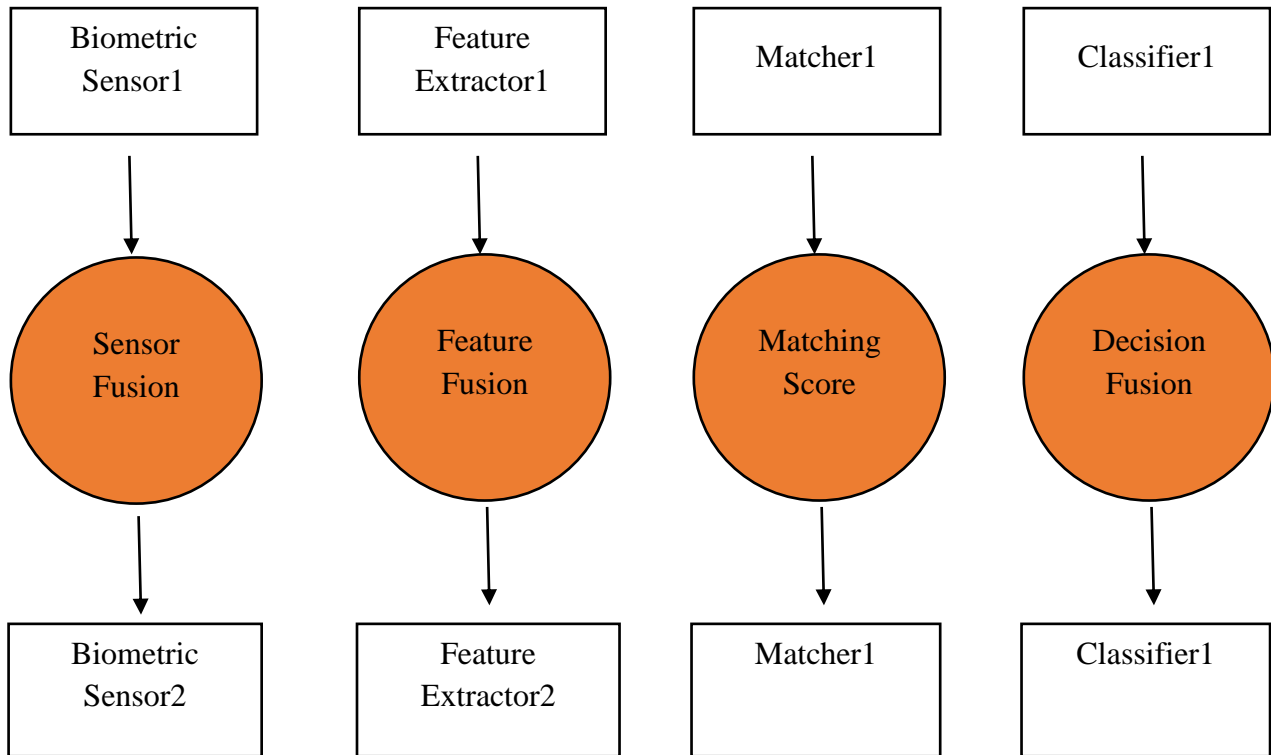 Biometric
Sensor1
Feature
Extractor1
Matcher1
Classifier1
Sensor
Fusion
Feature
Fusion
Matching
Score
Decision
Fusion
Biometric
Sensor2
Feature
Extractor2
Matcher1
Classifier1